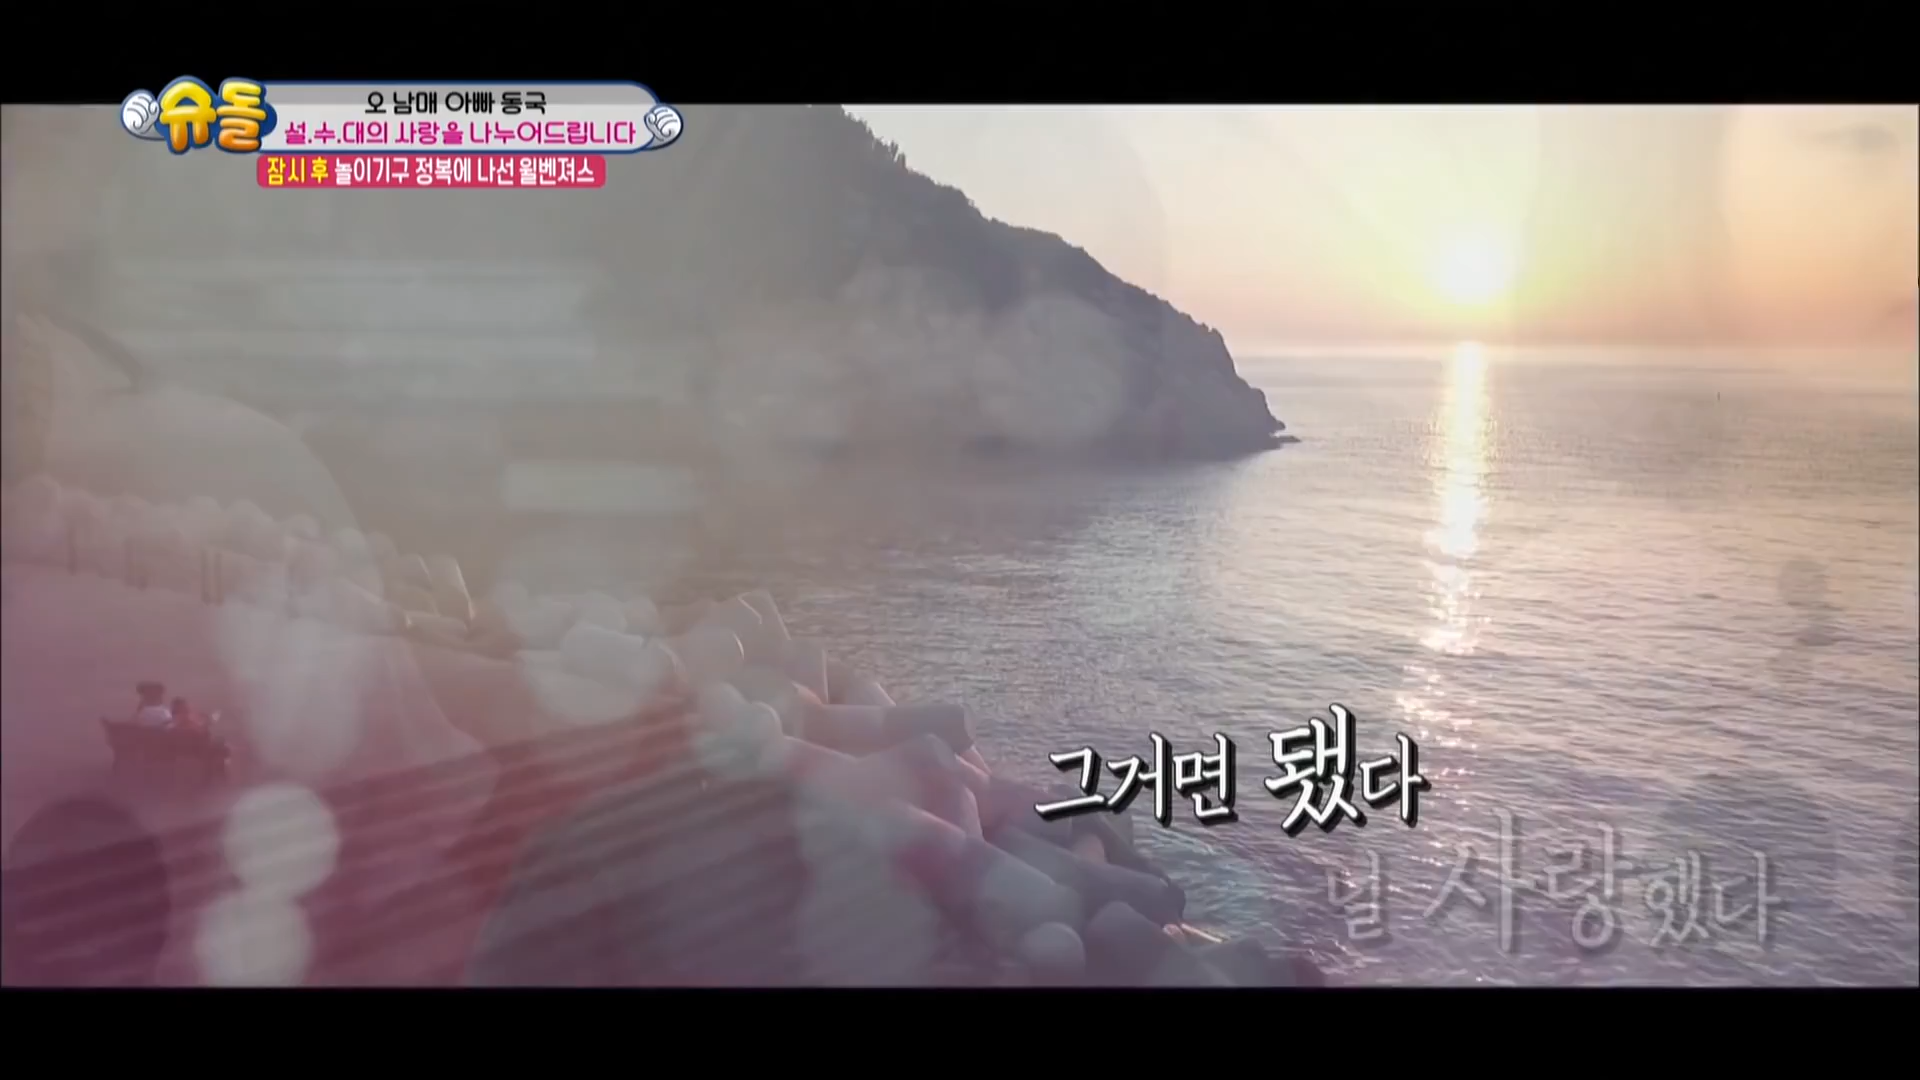 슈돌
오 남매 아빠 동국
설.수.대의 사랑을 나누어드립니다
잠시 후 놀이기구 정복에 나선 윌벤져스
그거면 됐다
널 사랑했다